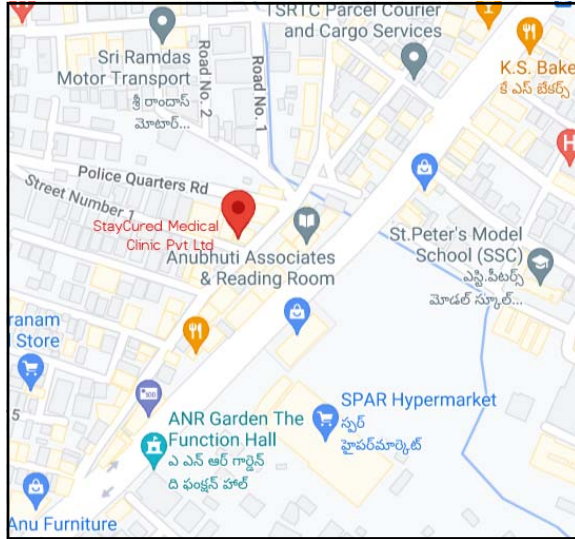 TSRTC Parcel Courier
and Cargo Services
Sri Ramdas
Motor Transport
శ్రీ రాందాస్
మోటార్...
Road No. 2
Road No. 1
K.S. Bake
కె ఎస్ బేకర్స్
H
Police Quarters Rd
Street Number 1
StayCured Medical
Clinic Pvt Ltd
Anubhuti Associates
& Reading Room
St.Peter's Model
School (SSC)
ఎస్టి.పీటర్స్
మోడల్ స్కూల్...
ranam
Store
SPAR Hypermarket
స్పర్
హైపర్‌మార్కెట్
ANR Garden The
Function Hall
ఎ ఎన్ ఆర్ గార్డెన్
ది ఫంక్షన్ హాల్
Anu Furniture